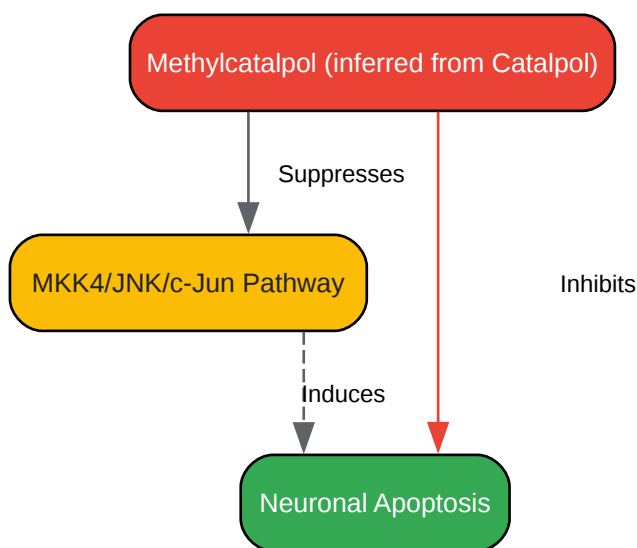 Methylcatalpol (inferred from Catalpol)
Suppresses
MKK4/JNK/c-Jun Pathway
Inhibits
Induces
Neuronal Apoptosis